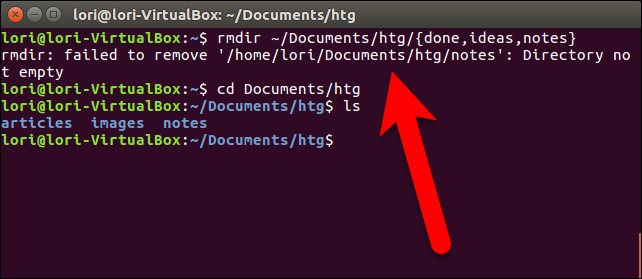 lori@lori-VirtualBox: ~/Documents/htg
lori@lori-VirtualBox:~$ rmdir ~/Documents/htg/{done,ideas,notes}
rmdir: failed to remove '/home/lori/Documents/htg/notes': Directory no
t empty
lori@lori-VirtualBox:~$ cd Documents/htg
lori@lori-VirtualBox:~/Documents/htg$ ls
articles  images  notes
lori@lori-VirtualBox:~/Documents/htg$